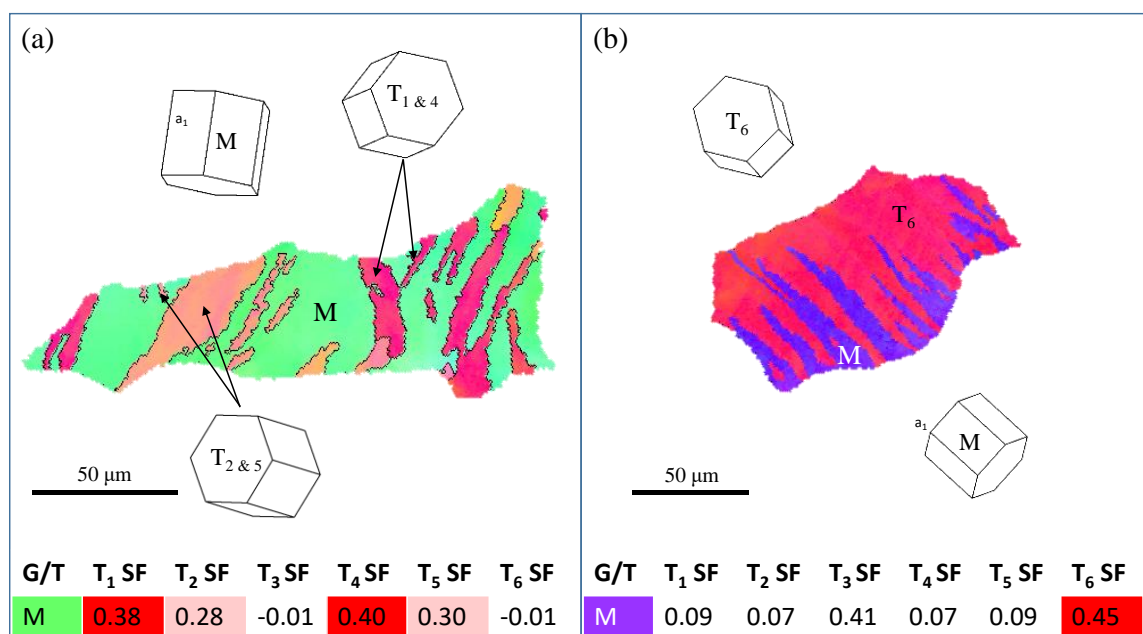 (a)
a₁
M
T₁ & ₄
M
T₂ & ₅
50 μm
G/T T₁ SF T₂ SF T₃ SF T₄ SF T₅ SF T₆ SF
M 0.38 0.28 -0.01 0.40 0.30 -0.01
(b)
T₆
T₆
M
a₁
M
50 μm
G/T T₁ SF T₂ SF T₃ SF T₄ SF T₅ SF T₆ SF
M 0.09 0.07 0.41 0.07 0.09 0.45